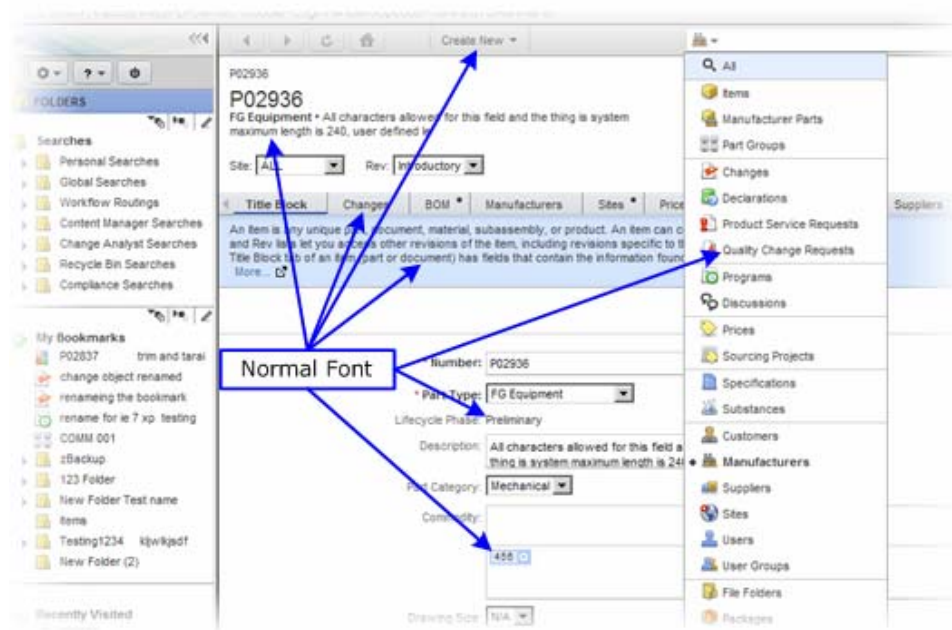 Create New
P02936
P02936
FG Equipment • All characters allowed for this field and the thing is system
maximum length is 240, user defined le
Site: ALL Rev: Introductory
Title Block Changes BOM • Manufacturers Sites • Price Suppliers
An item is any unique part, document, material, subassembly, or product. An item can c
and Rev lists let you access other revisions of the item, including revisions specific to t
Title Block tab of an item (part or document) has fields that contain the information foun
More...
FOLDERS
Searches
Personal Searches
Global Searches
Workflow Routings
Content Manager Searches
Change Analyst Searches
Recycle Bin Searches
Compliance Searches
My Bookmarks
P02837 trim and tarai
change object renamed
renameing the bookmark
rename for ie 7 xp testing
COMM 001
zBackup
123 Folder
New Folder Test name
Items
Testing1234
New Folder (2)
Recently Visited
Normal Font
Number: P02936
* Part Type: FG Equipment
Lifecycle Phase: Preliminary
Description: All characters allowed for this field a
thing is system maximum length is 24
Part Category: Mechanical
Commodity:
456
Drawing Size: N/A
All
Items
Manufacturer Parts
Part Groups
Changes
Declarations
Product Service Requests
Quality Change Requests
Programs
Discussions
Prices
Sourcing Projects
Specifications
Substances
Customers
Manufacturers
Suppliers
Sites
Users
User Groups
File Folders
Packages